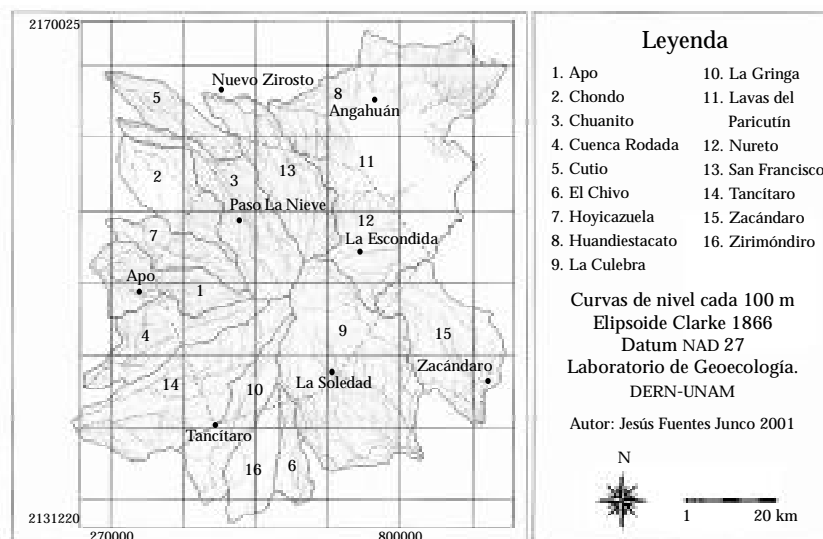 2170025
Nuevo Zirosto
5
8
Angahuán
11
2
3
13
Paso La Nieve
12
7
La Escondida
Apo
1
4
9
15
Zacándaro
14
10
La Soledad
Tancítaro
16
6
2131220
270000
800000
Leyenda
1. Apo
2. Chondo
3. Chuanito
4. Cuenca Rodada
5. Cutio
6. El Chivo
7. Hoyicazuela
8. Huandiestacato
9. La Culebra
10. La Gringa
11. Lavas del
Paricutín
12. Nureto
13. San Francisco
14. Tancítaro
15. Zacándaro
16. Zirimóndiro
Curvas de nivel cada 100 m
Elipsoide Clarke 1866
Datum NAD 27
Laboratorio de Geoecología.
DERN-UNAM
Autor: Jesús Fuentes Junco 2001
N
1 20 km